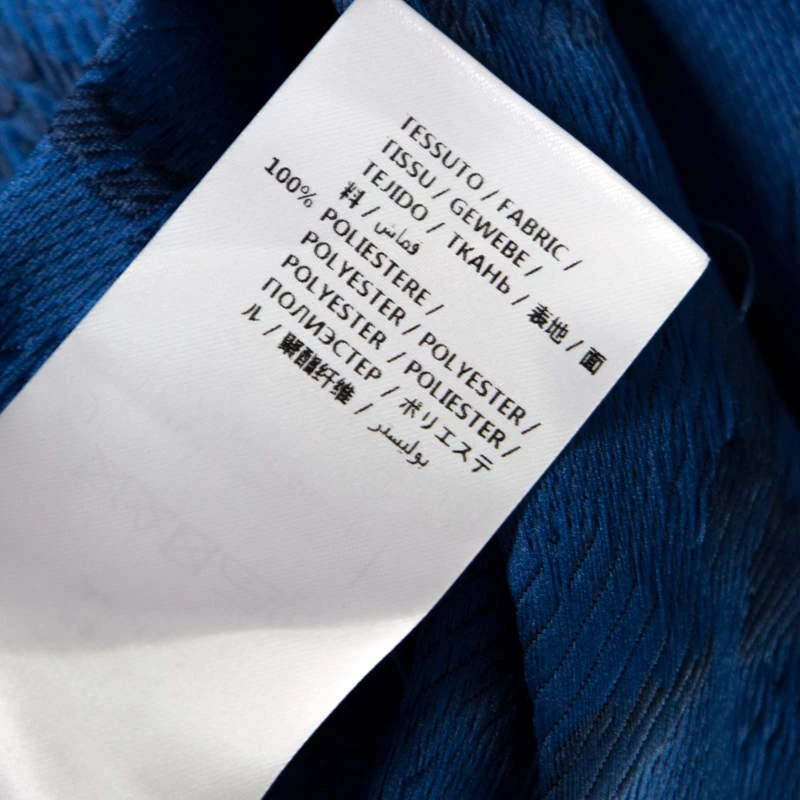 TESSUTO / FABRIC /
TISSU / GEWEBE /
TEJIDO / ТКАНЬ / 表地 / 面
料 / قماش
100% POLIESTERE /
POLYESTER / POLYESTER /
POLYESTER / POLIESTER /
ПОЛИЭСТЕР / ポリエステ
ル / 聚酯纤维 / بوليستر